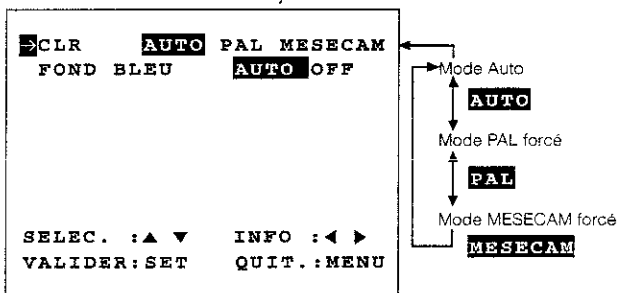 →CLR AUTO PAL MESECAM
FOND BLEU AUTO OFF
SELEC. :▲ ▼ INFO :◀ ▶
VALIDER:SET QUIT.:MENU
Mode Auto
AUTO
Mode PAL forcé
PAL
Mode MESECAM forcé
MESECAM